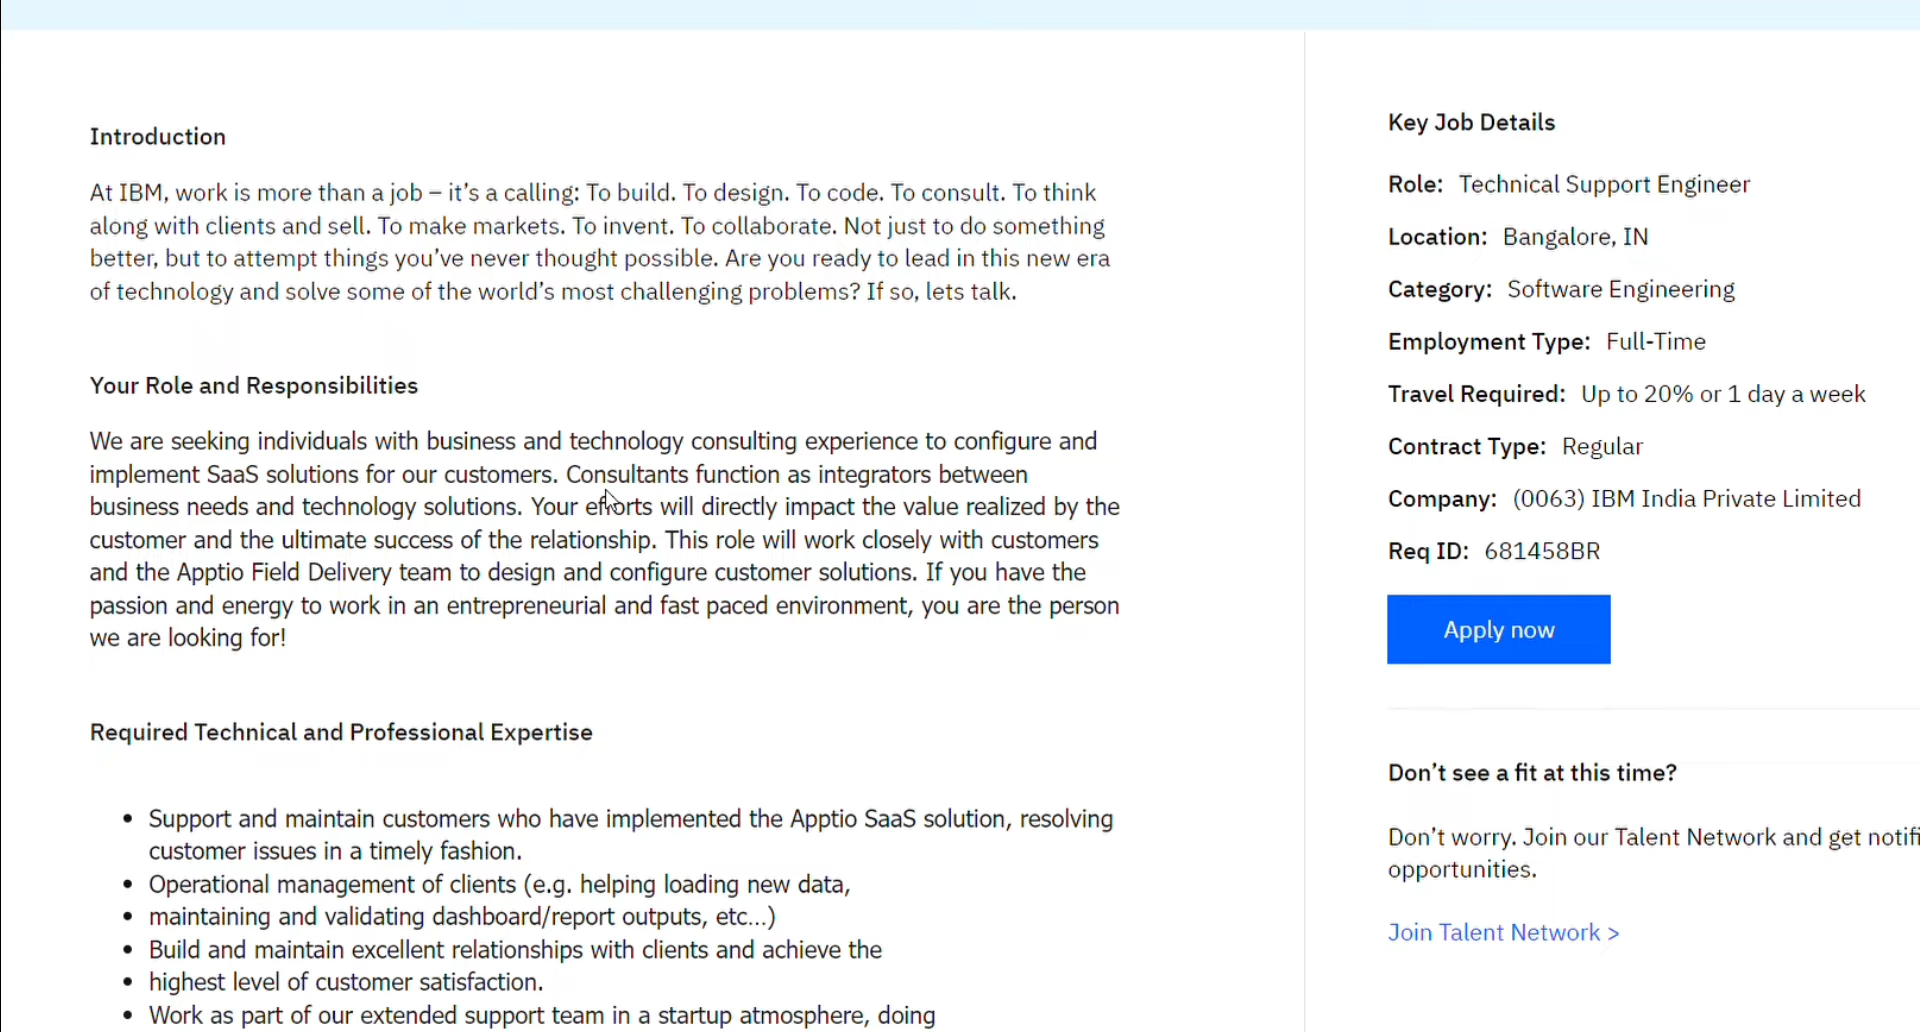 Introduction
At IBM, work is more than a job – it's a calling: To build. To design. To code. To consult. To think
along with clients and sell. To make markets. To invent. To collaborate. Not just to do something
better, but to attempt things you've never thought possible. Are you ready to lead in this new era
of technology and solve some of the world's most challenging problems? If so, lets talk.
Your Role and Responsibilities
We are seeking individuals with business and technology consulting experience to configure and
implement SaaS solutions for our customers. Consultants function as integrators between
business needs and technology solutions. Your efforts will directly impact the value realized by the
customer and the ultimate success of the relationship. This role will work closely with customers
and the Apptio Field Delivery team to design and configure customer solutions. If you have the
passion and energy to work in an entrepreneurial and fast paced environment, you are the person
we are looking for!
Required Technical and Professional Expertise
• Support and maintain customers who have implemented the Apptio SaaS solution, resolving
customer issues in a timely fashion.
• Operational management of clients (e.g. helping loading new data,
• maintaining and validating dashboard/report outputs, etc...)
• Build and maintain excellent relationships with clients and achieve the
• highest level of customer satisfaction.
• Work as part of our extended support team in a startup atmosphere, doing
Key Job Details
Role: Technical Support Engineer
Location: Bangalore, IN
Category: Software Engineering
Employment Type: Full-Time
Travel Required: Up to 20% or 1 day a week
Contract Type: Regular
Company: (0063) IBM India Private Limited
Req ID: 681458BR
Apply now
Don't see a fit at this time?
Don't worry. Join our Talent Network and get notifi
opportunities.
Join Talent Network >